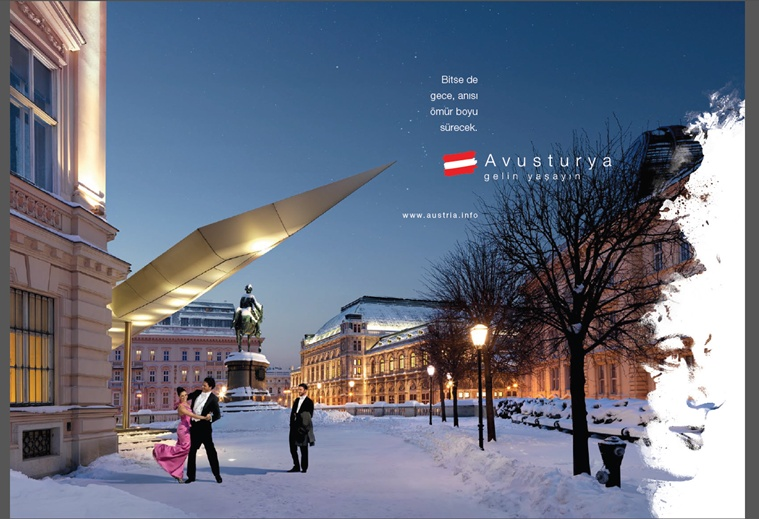 Bitse de
gece, anısı
ömür boyu
sürecek.
Avusturya
gelin yaşayın
www.austria.info